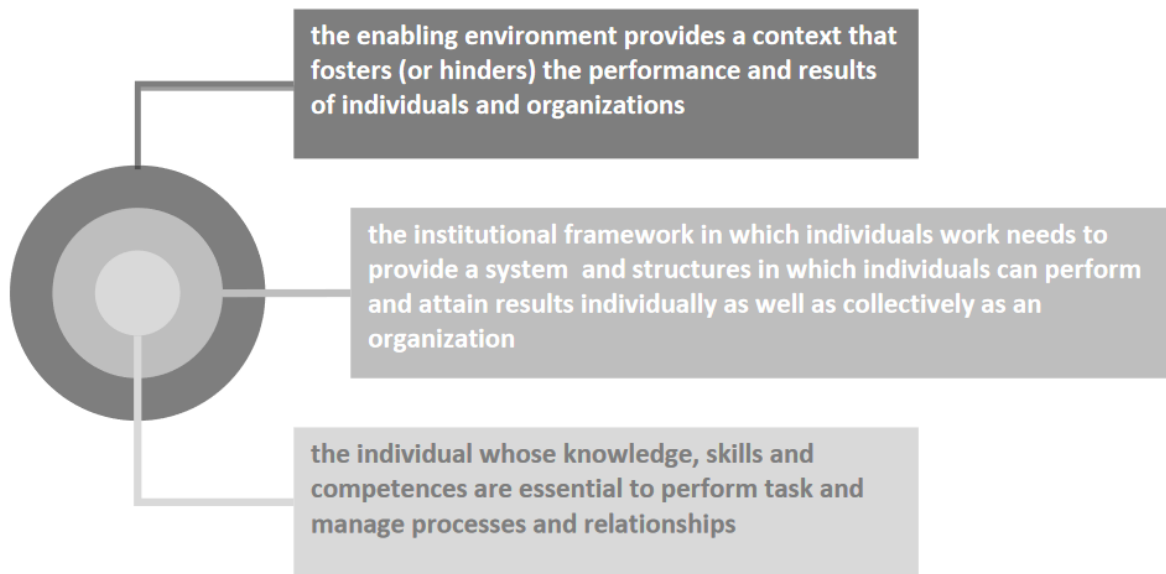 the enabling environment provides a context that
fosters (or hinders) the performance and results
of individuals and organizations
the institutional framework in which individuals work needs to
provide a system  and structures in which individuals can perform
and attain results individually as well as collectively as an
organization
the individual whose knowledge, skills and
competences are essential to perform task and
manage processes and relationships